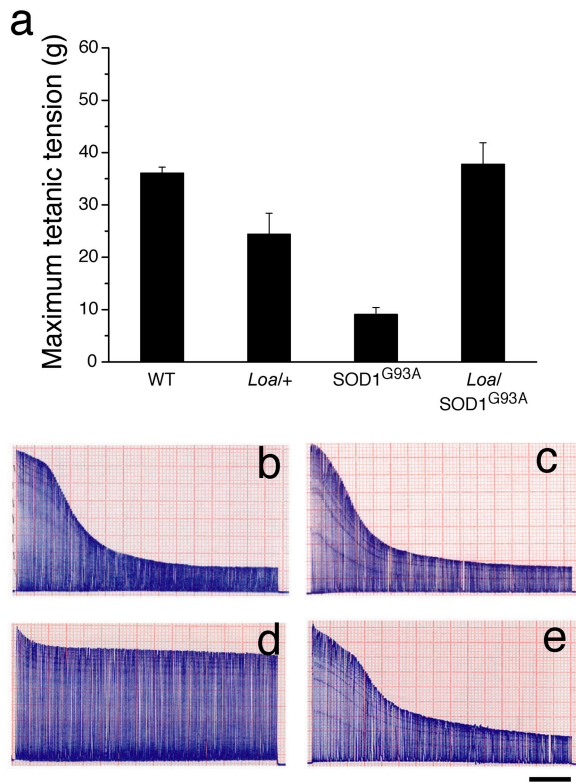 a
Maximum tetanic tension (g)
60
50
40
30
20
10
0
WT
Loa/+
SOD1G93A
Loa/
SOD1G93A
b
c
d
e